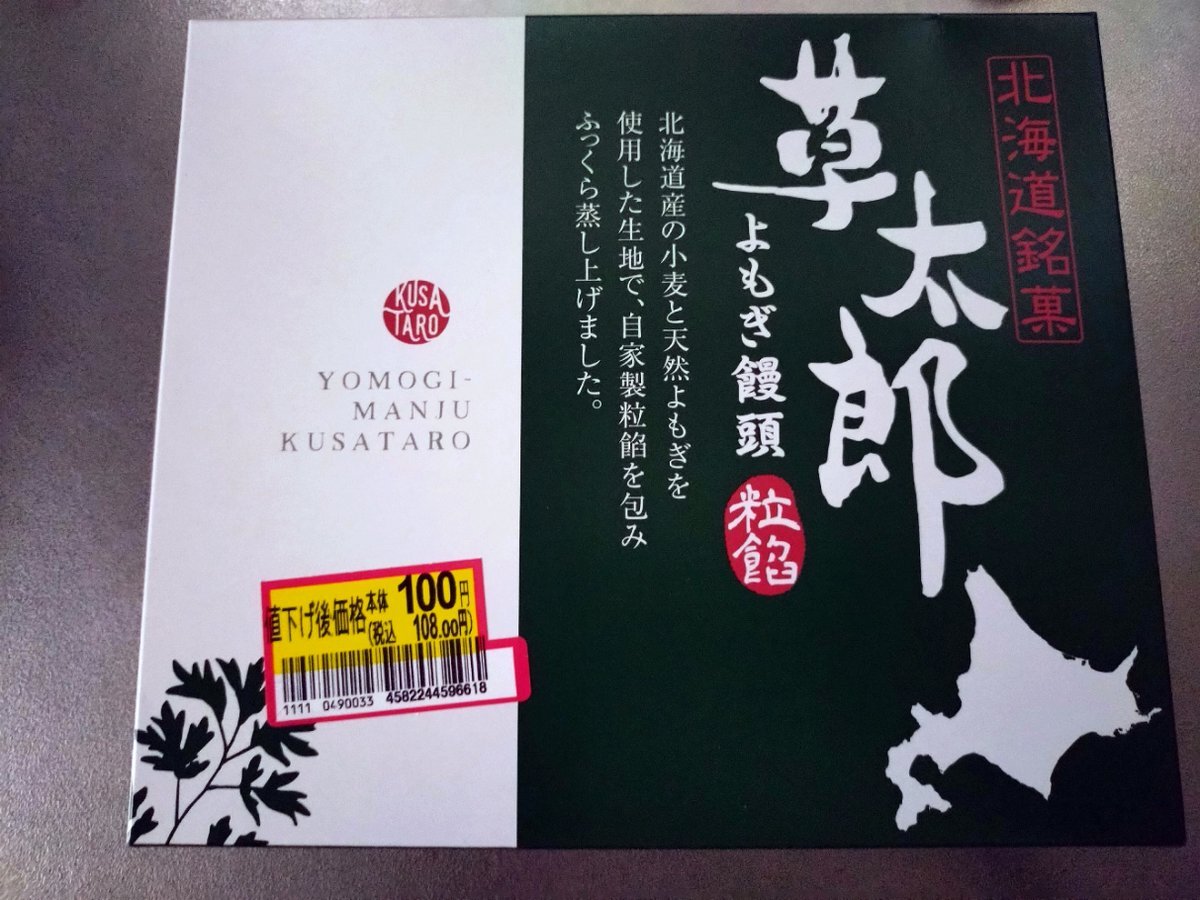 北海道銘菓
草太郎
よもぎ饅頭
粒餡
北海道産の小麦と天然よもぎを
使用した生地で、自家製粒餡を包み
ふっくら蒸し上げました。
KUSA
TARO
YOMOGI-
MANJU
KUSATARO
値下げ後価格 本体 100円
(税込 108.00円)
1111 0490033 4582244596618